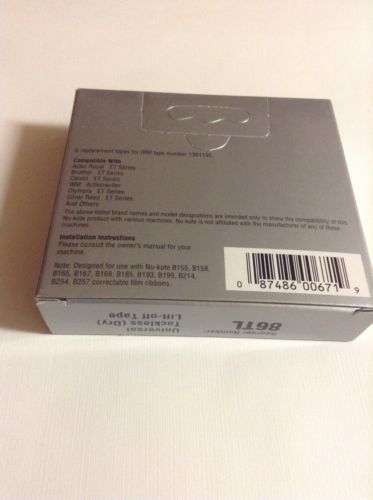 6 replacement tapes for IBM tape number 1361195
Compatible With
Adler Royal ET Series
Brother ET Series
Canon ET Series
IBM Actionwriter
Olympia ET Series
Silver Reed ET Series
And Others
The above listed brand names and model designations are intended only to show the compatibility of this
Nu-kote product with various machines. Nu-kote is not affiliated with the manufacturer of any of these
machines.
Installation Instructions
Please consult the owner's manual for your
machine.
Note: Designed for use with Nu-kote B155, B158,
B165, B167, B168, B185, B193, B199, B214,
B254, B257 correctable film ribbons.
0 87486 00671 9
Reorder Number:
86TL
Universal
Tackless (Dry)
Lift-off Tape